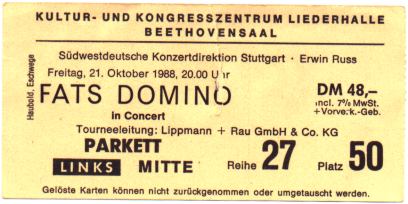 KULTUR- UND KONGRESSZENTRUM LIEDERHALLE
BEETHOVENSAAL
Südwestdeutsche Konzertdirektion Stuttgart · Erwin Russ
Freitag, 21. Oktober 1988, 20.00 Uhr
FATS DOMINO
in Concert
DM 48,–
incl. 7% MwSt.
+Vorverk.-Geb.
Tourneeleitung: Lippmann + Rau GmbH & Co. KG
PARKETT
LINKS MITTE Reihe 27 Platz 50
Gelöste Karten können nicht zurückgenommen oder umgetauscht werden.
Haubold, Eschwege